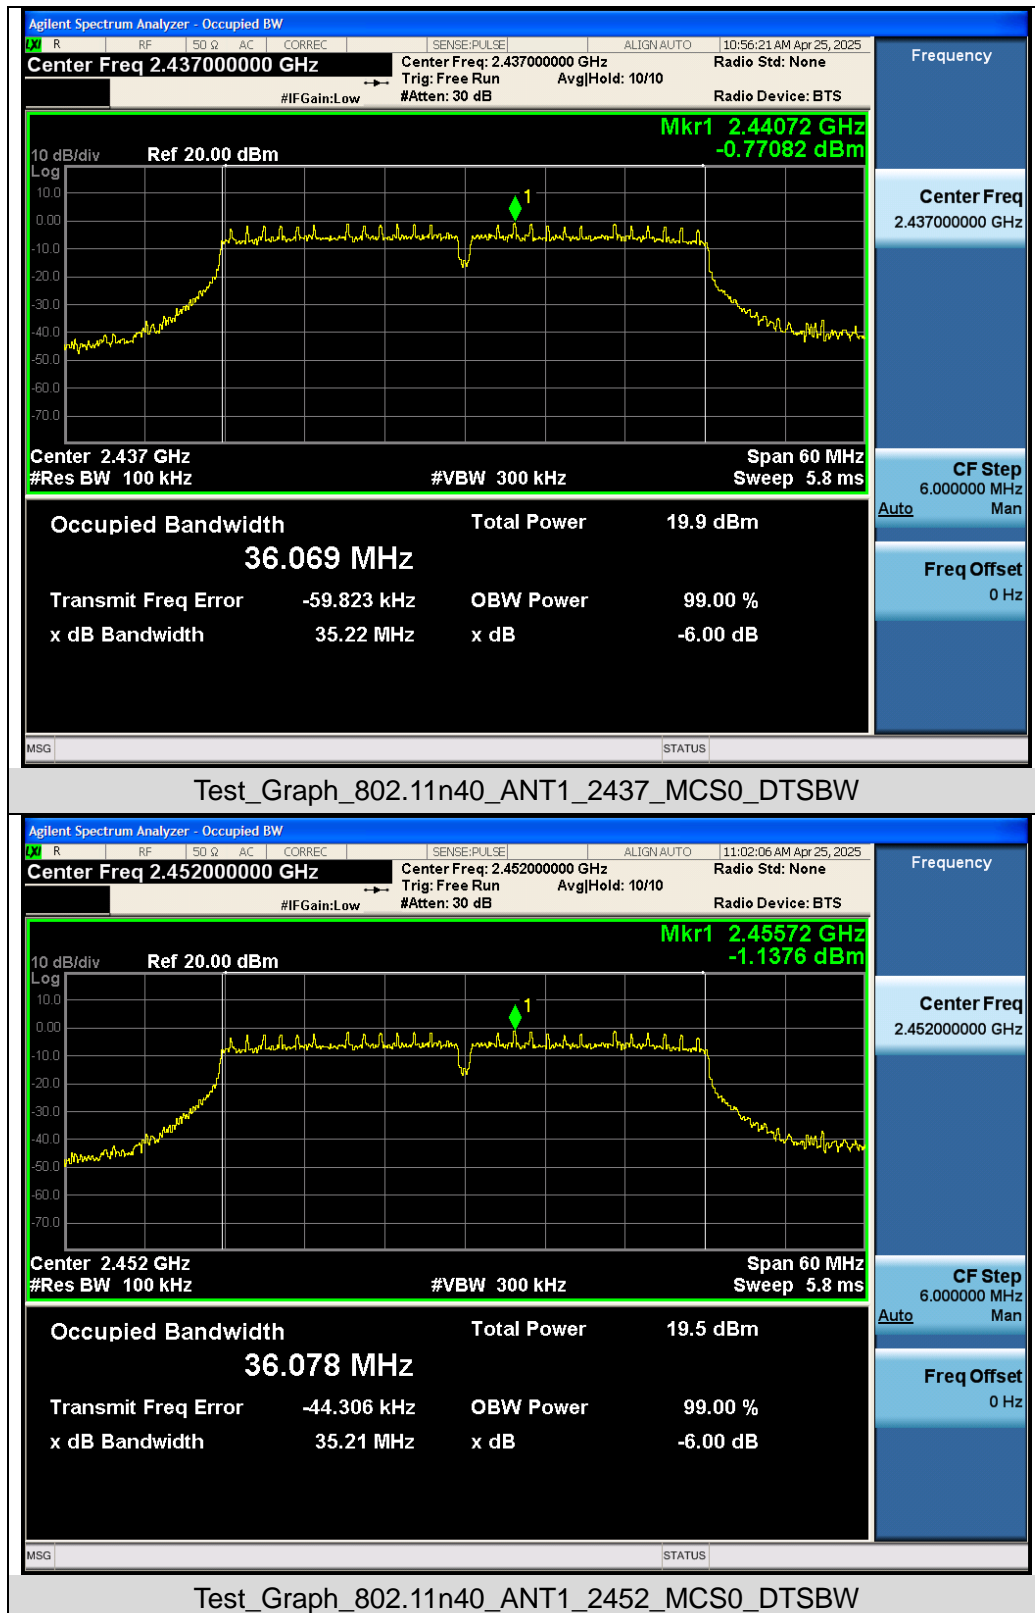 Agilent Spectrum Analyzer - Occupied BW
LXI R RF 50 Ω AC CORREC SENSE:PULSE ALIGN AUTO 10:56:21 AM Apr 25, 2025
Center Freq 2.437000000 GHz Center Freq: 2.437000000 GHz Radio Std: None Frequency
Trig: Free Run Avg|Hold: 10/10
#IFGain:Low #Atten: 30 dB Radio Device: BTS
Mkr1 2.44072 GHz
10 dB/div Ref 20.00 dBm -0.77082 dBm
Log
10.0
0.00
-10.0
-20.0
-30.0
-40.0
-50.0
-60.0
-70.0
1
Center Freq
2.437000000 GHz
Center 2.437 GHz Span 60 MHz
#Res BW 100 kHz #VBW 300 kHz Sweep 5.8 ms
CF Step
6.000000 MHz
Auto Man
Occupied Bandwidth Total Power 19.9 dBm
36.069 MHz
Freq Offset
0 Hz
Transmit Freq Error -59.823 kHz OBW Power 99.00 %
x dB Bandwidth 35.22 MHz x dB -6.00 dB
MSG STATUS
Test_Graph_802.11n40_ANT1_2437_MCS0_DTSBW
Agilent Spectrum Analyzer - Occupied BW
LXI R RF 50 Ω AC CORREC SENSE:PULSE ALIGN AUTO 11:02:06 AM Apr 25, 2025
Center Freq 2.452000000 GHz Center Freq: 2.452000000 GHz Radio Std: None Frequency
Trig: Free Run Avg|Hold: 10/10
#IFGain:Low #Atten: 30 dB Radio Device: BTS
Mkr1 2.45572 GHz
10 dB/div Ref 20.00 dBm -1.1376 dBm
Log
10.0
0.00
-10.0
-20.0
-30.0
-40.0
-50.0
-60.0
-70.0
1
Center Freq
2.452000000 GHz
Center 2.452 GHz Span 60 MHz
#Res BW 100 kHz #VBW 300 kHz Sweep 5.8 ms
CF Step
6.000000 MHz
Auto Man
Occupied Bandwidth Total Power 19.5 dBm
36.078 MHz
Freq Offset
0 Hz
Transmit Freq Error -44.306 kHz OBW Power 99.00 %
x dB Bandwidth 35.21 MHz x dB -6.00 dB
MSG STATUS
Test_Graph_802.11n40_ANT1_2452_MCS0_DTSBW